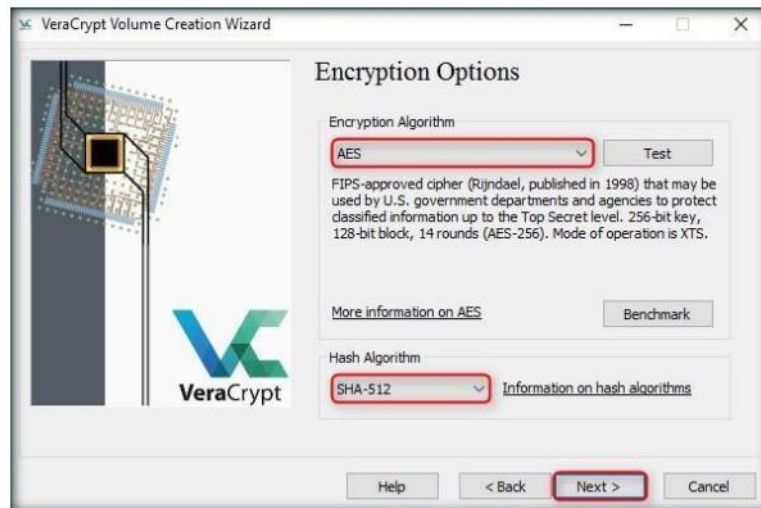 VeraCrypt Volume Creation Wizard
Encryption Options
Encryption Algorithm
AES
Test
FIPS-approved cipher (Rijndael, published in 1998) that may be
used by U.S. government departments and agencies to protect
classified information up to the Top Secret level. 256-bit key,
128-bit block, 14 rounds (AES-256). Mode of operation is XTS.
More information on AES
Benchmark
Hash Algorithm
SHA-512
Information on hash algorithms
VeraCrypt
Help
< Back
Next >
Cancel